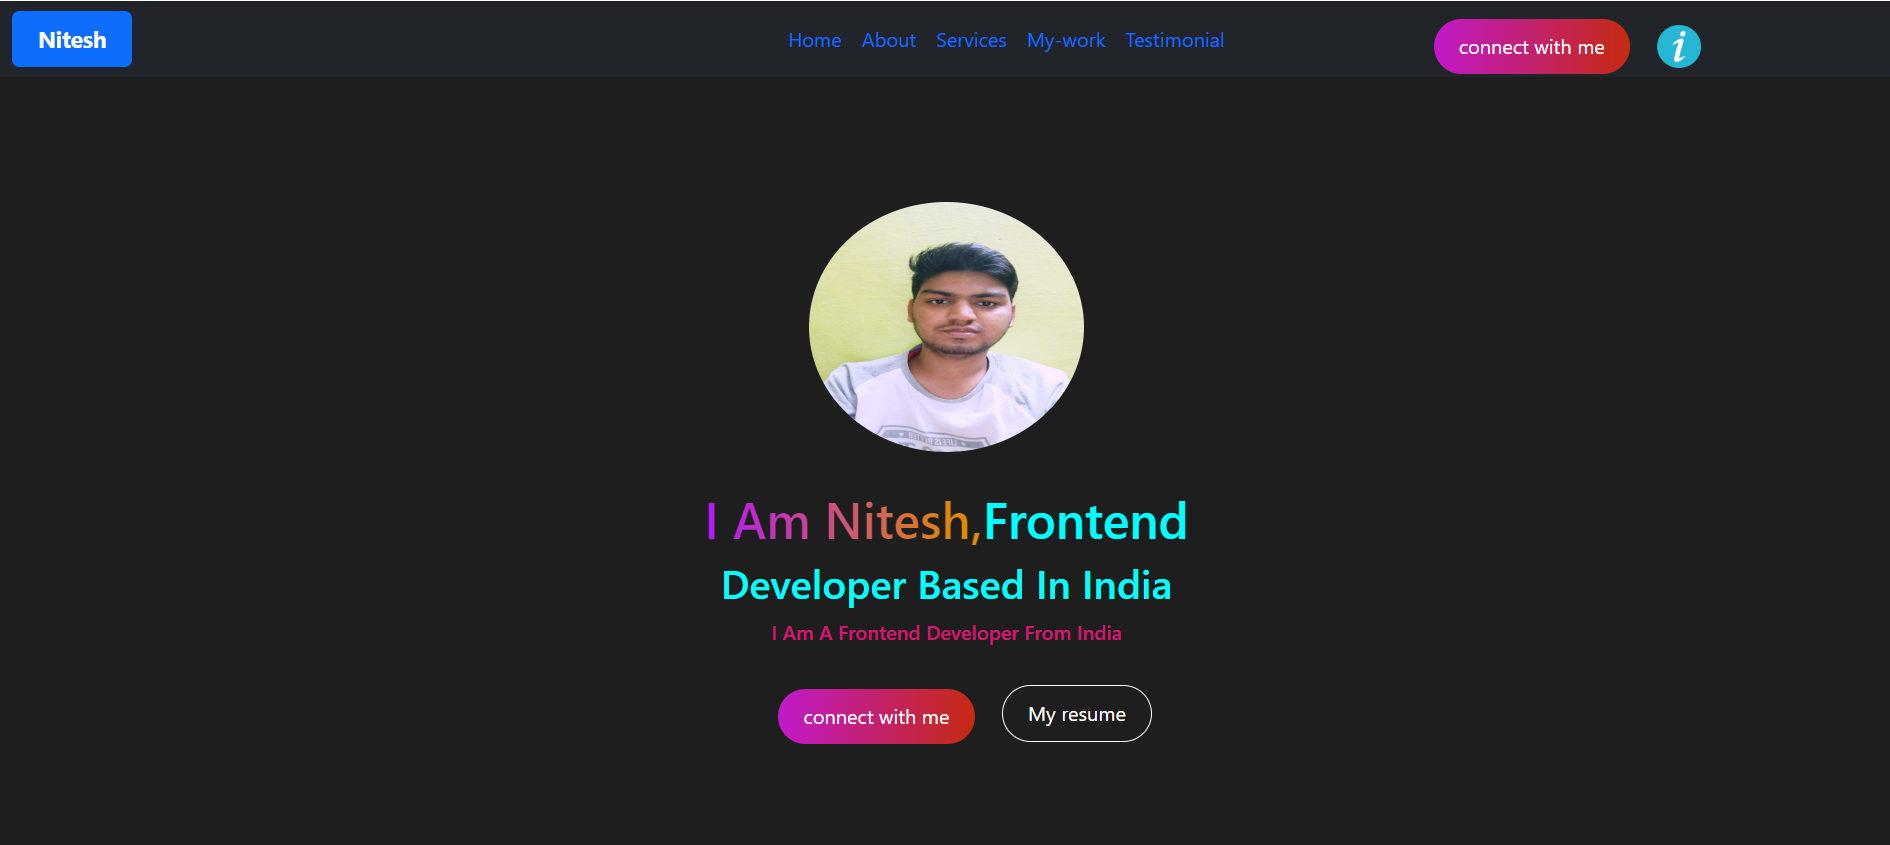 Nitesh
Home About Services My-work Testimonial
connect with me
i
I Am Nitesh,Frontend
Developer Based In India
I Am A Frontend Developer From India
connect with me
My resume